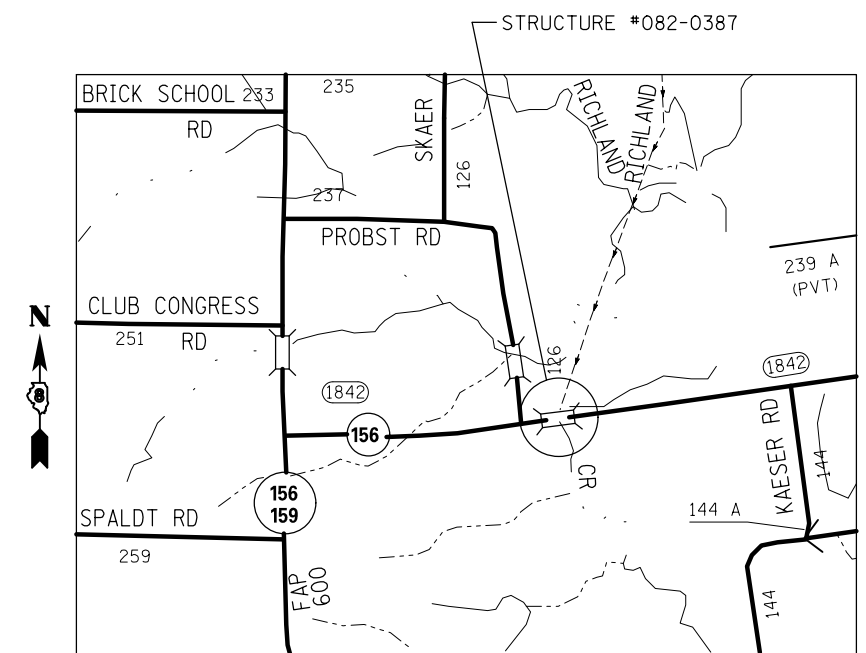 STRUCTURE #082-0387
BRICK SCHOOL
RD
233
235
SKAER
126
RICHLAND
RICHLAND
237
PROBST RD
239 A
(PVT)
CLUB CONGRESS
RD
251
N
8
126
1842
1842
156
KAESER RD
144
CR
156
159
144 A
SPALDT RD
259
FAP
600
144